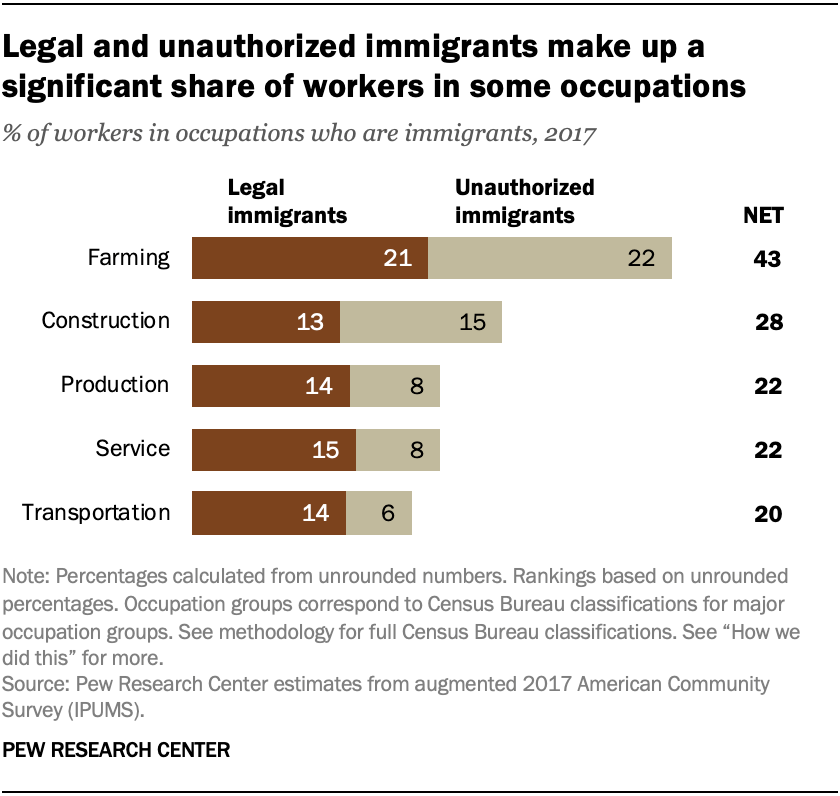 Legal and unauthorized immigrants make up a
significant share of workers in some occupations
% of workers in occupations who are immigrants, 2017
Legal immigrants
Unauthorized immigrants
NET
Farming 21 22 43
Construction 13 15 28
Production 14 8 22
Service 15 8 22
Transportation 14 6 20
Note: Percentages calculated from unrounded numbers. Rankings based on unrounded
percentages. Occupation groups correspond to Census Bureau classifications for major
occupation groups. See methodology for full Census Bureau classifications. See “How we
did this” for more.
Source: Pew Research Center estimates from augmented 2017 American Community
Survey (IPUMS).
PEW RESEARCH CENTER